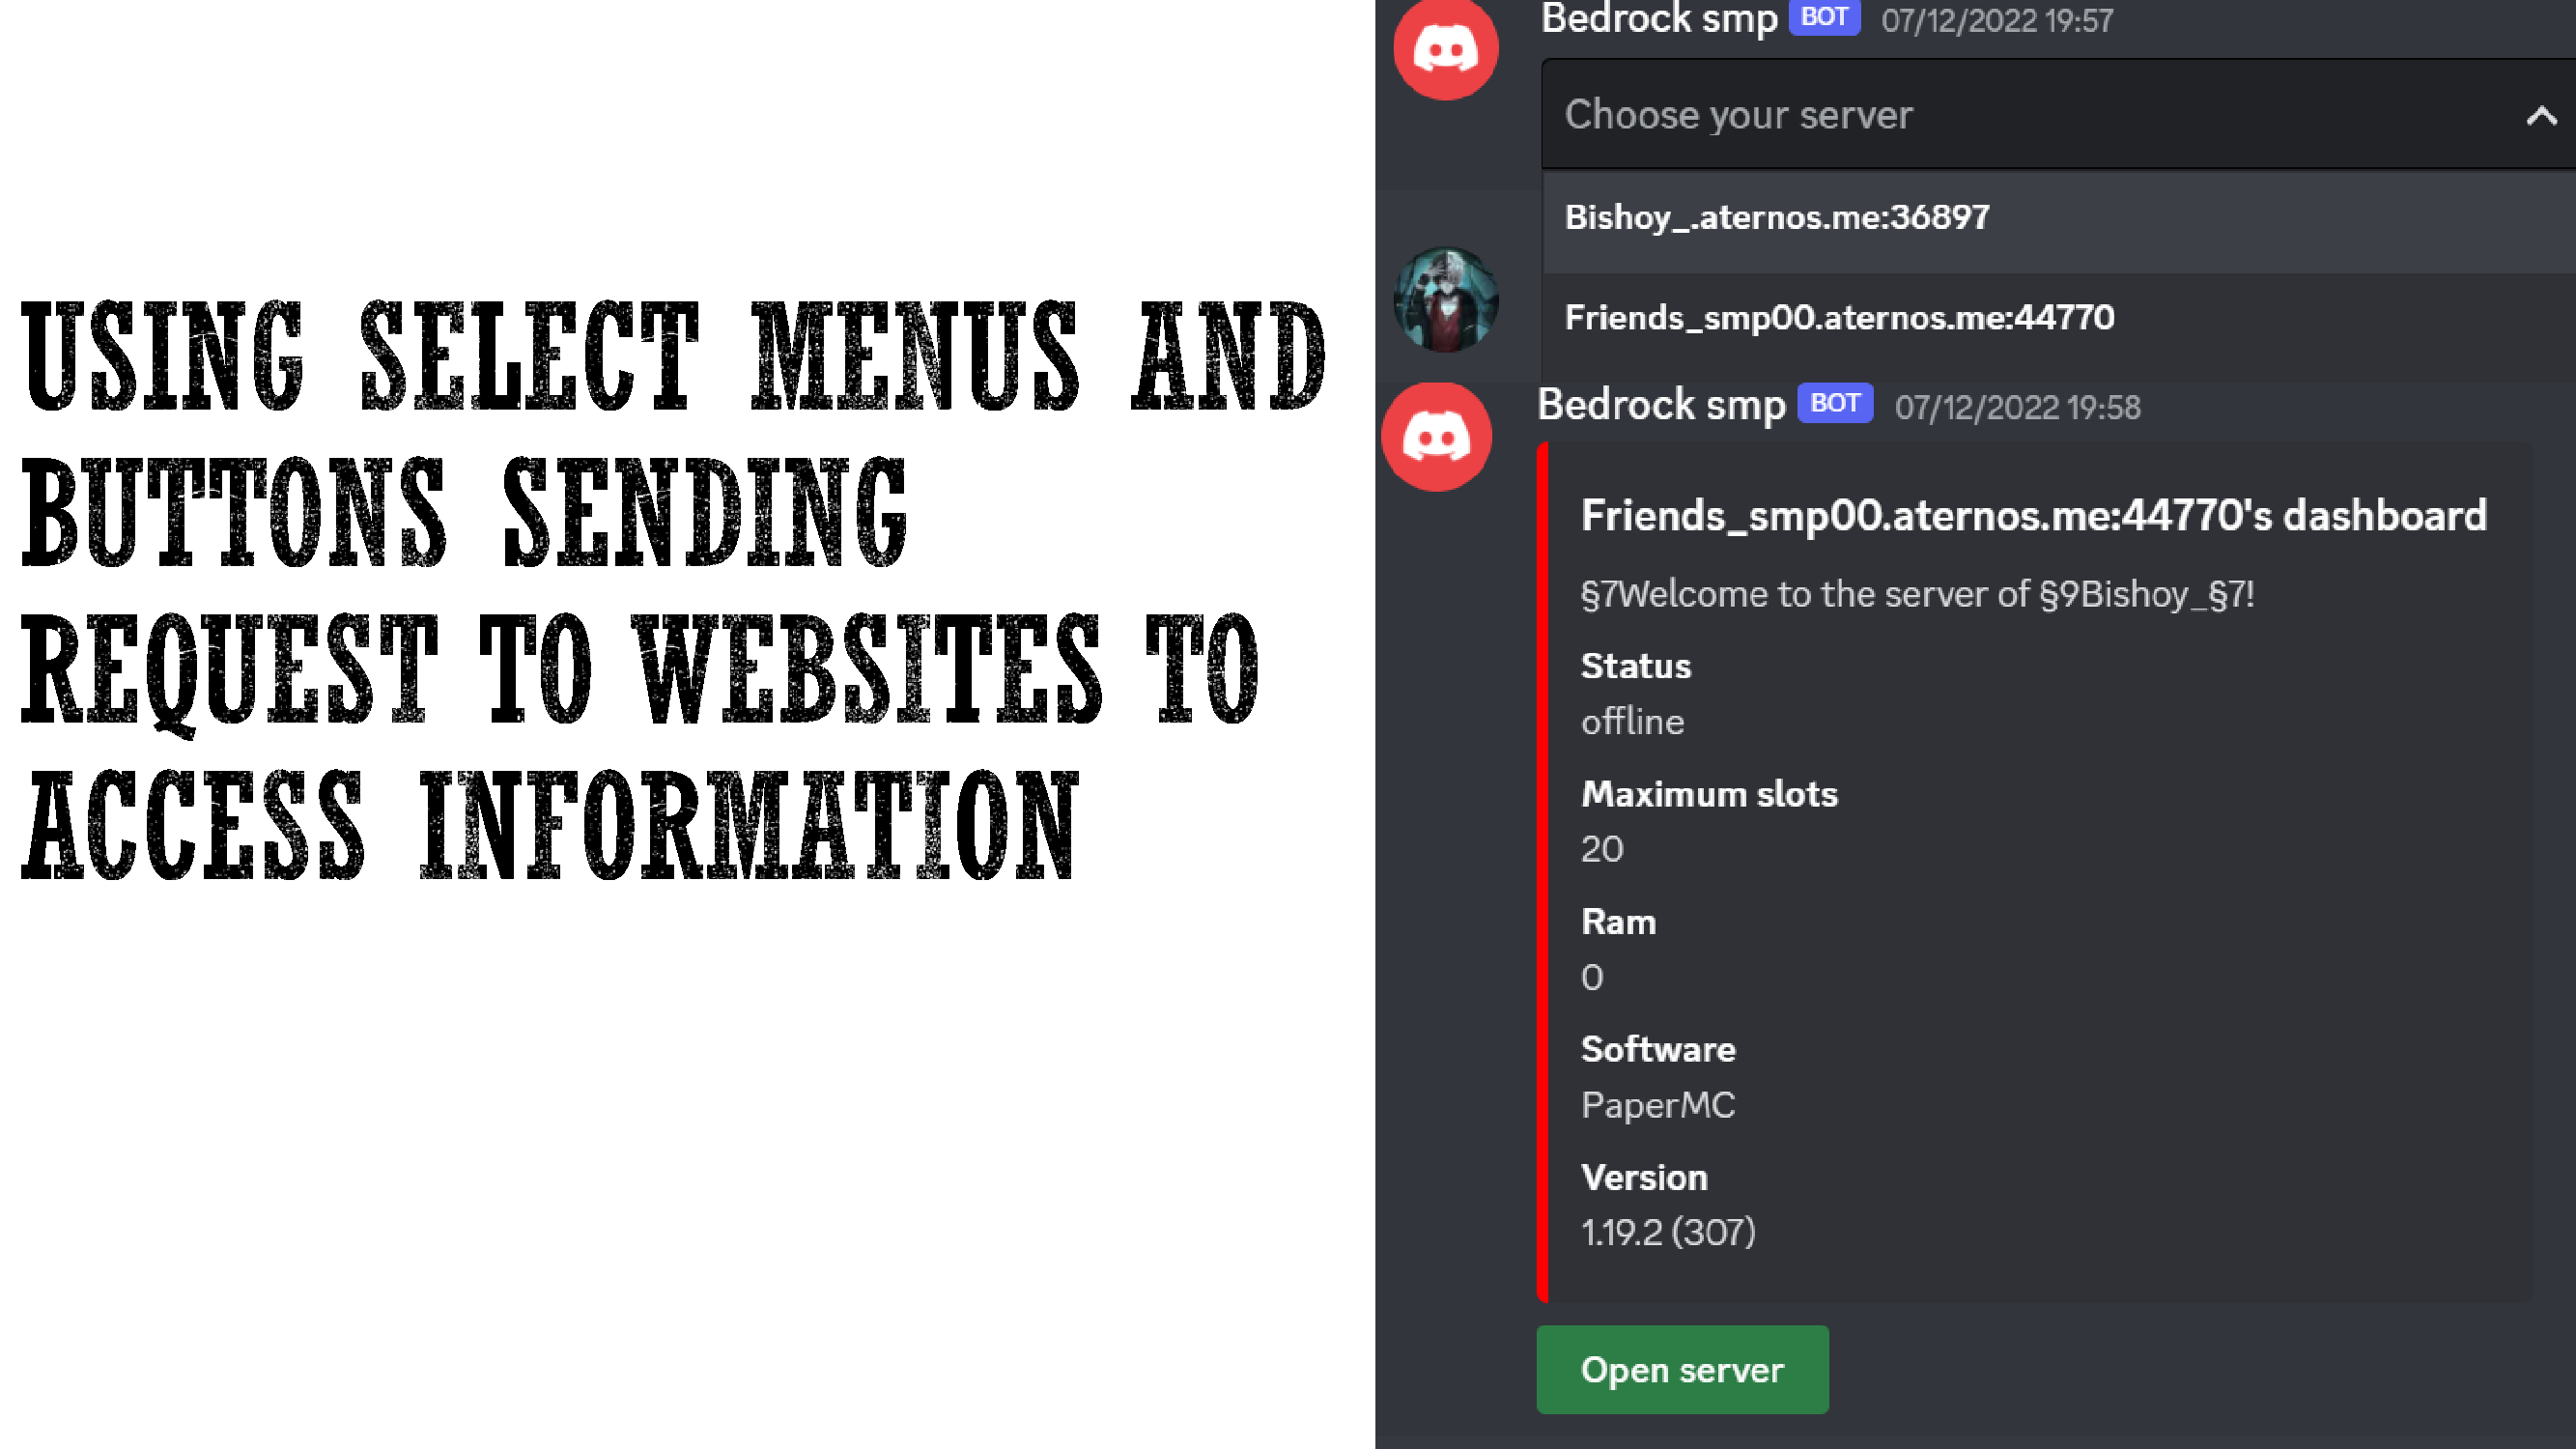 USING SELECT MENUS AND
BUTTONS SENDING
REQUEST TO WEBSITES TO
ACCESS INFORMATION
Bedrock smp BOT 07/12/2022 19:57
Choose your server
Bishoy_.aternos.me:36897
Friends_smp00.aternos.me:44770
Bedrock smp BOT 07/12/2022 19:58
Friends_smp00.aternos.me:44770's dashboard
§7Welcome to the server of §9Bishoy_§7!
Status
offline
Maximum slots
20
Ram
0
Software
PaperMC
Version
1.19.2 (307)
Open server